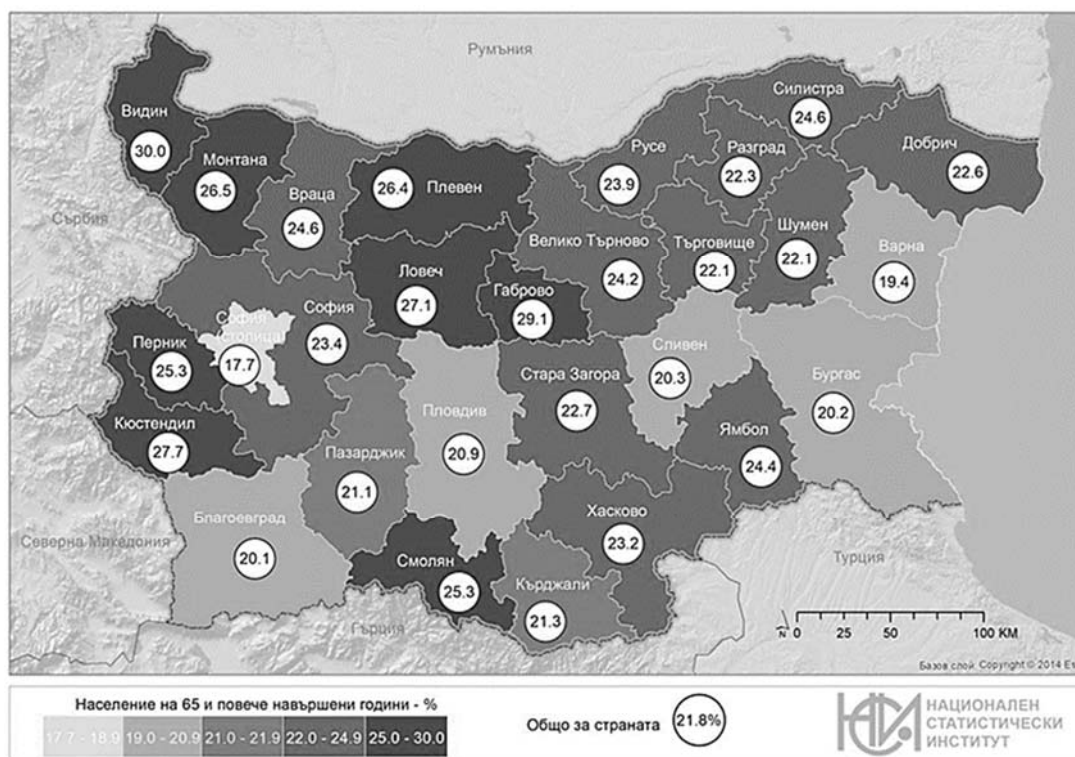 Румъния
Силистра
24.6
Видин
30.0
Добрич
22.6
Русе
23.9
Разград
22.3
Монтана
26.5
Плевен
26.4
Враца
24.6
Сърбия
Шумен
22.1
Велико Търново
24.2
Търговище
22.1
Варна
19.4
Ловеч
27.1
Габрово
29.1
София
23.4
София
(столица)
17.7
Перник
25.3
Сливен
20.3
Стара Загора
22.7
Бургас
20.2
Пловдив
20.9
Кюстендил
27.7
Ямбол
24.4
Пазарджик
21.1
Благоевград
20.1
Хасково
23.2
Северна Македония
Турция
Смолян
25.3
Кърджали
21.3
Гърция
N
0 25 50 100 КМ
Базов слой: Copyright © 2014 Е
Население на 65 и повече навършени години - %
17.7 - 18.9 19.0 - 20.9 21.0 - 21.9 22.0 - 24.9 25.0 - 30.0
Общо за страната 21.8%
НСИ
НАЦИОНАЛЕН
СТАТИСТИЧЕСКИ
ИНСТИТУТ